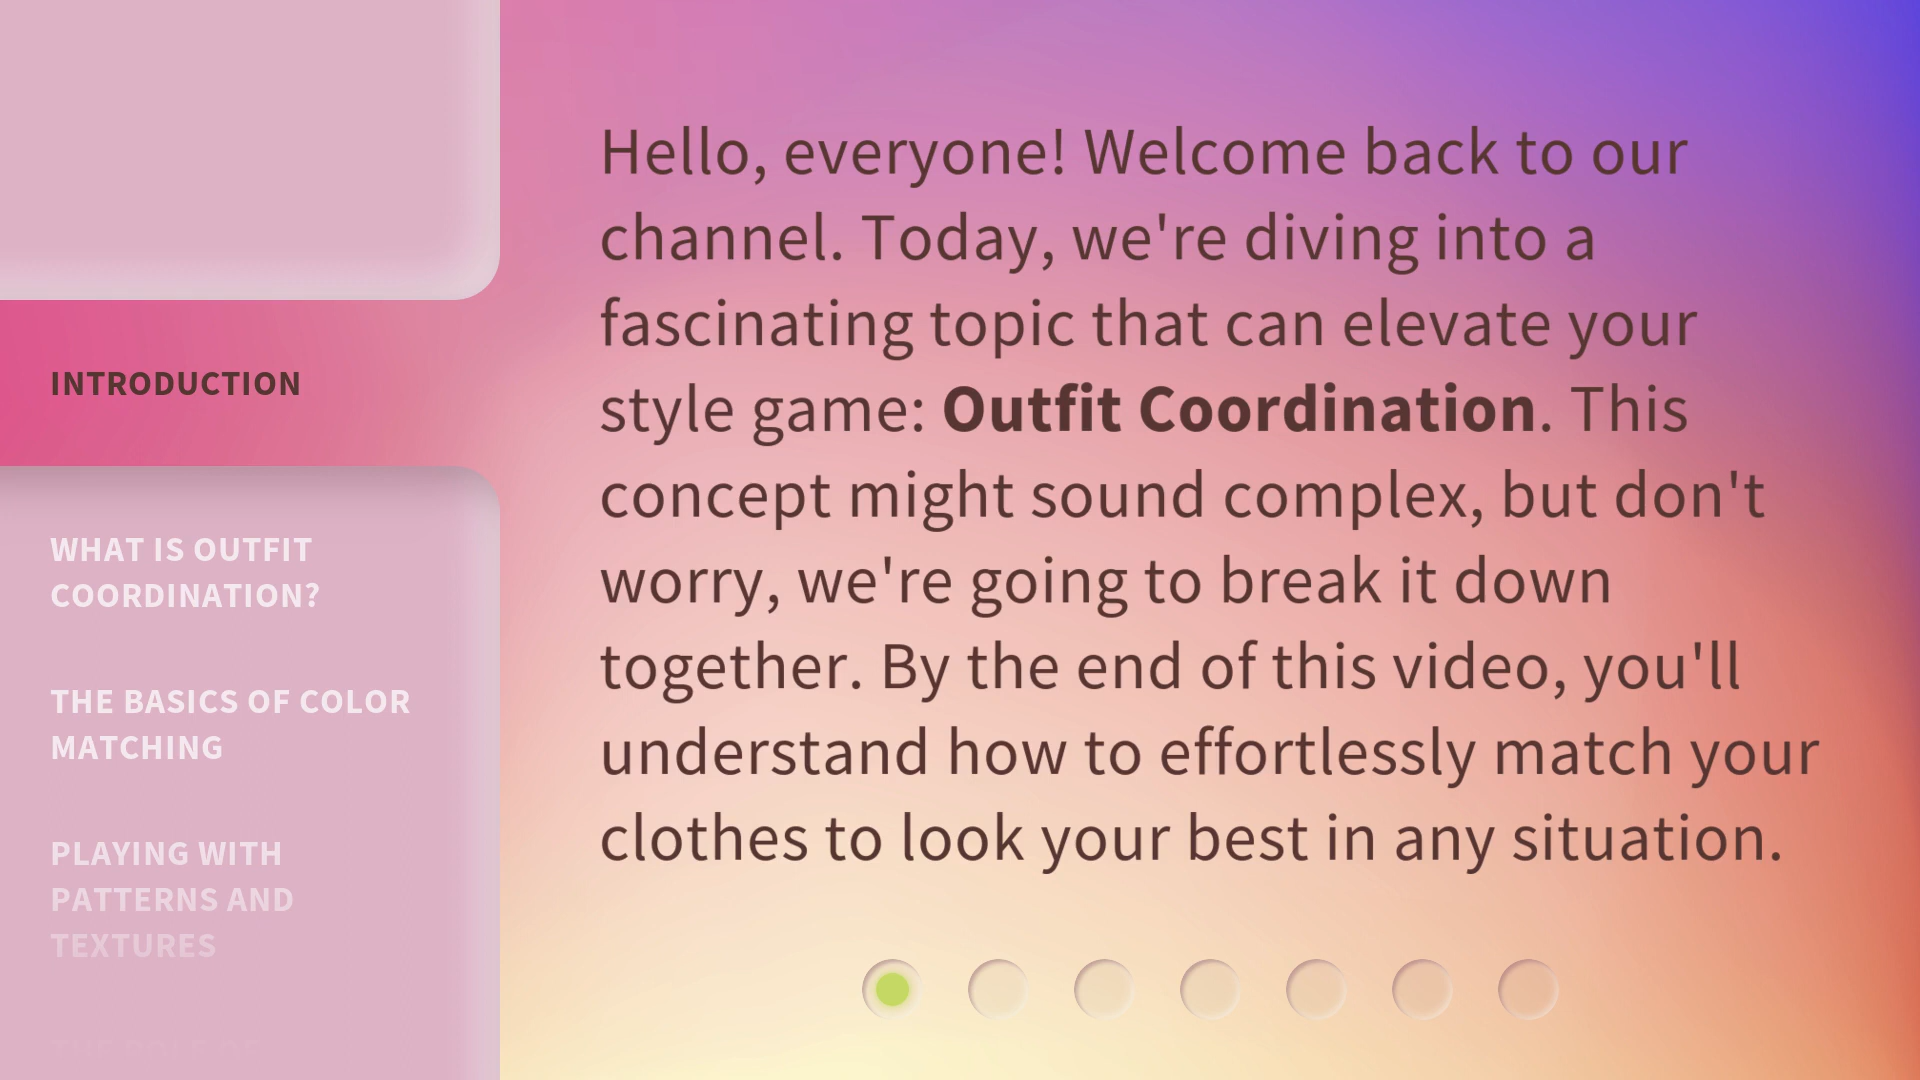 INTRODUCTION
WHAT IS OUTFIT
COORDINATION?
THE BASICS OF COLOR
MATCHING
PLAYING WITH
PATTERNS AND
TEXTURES
THE ROLE OF
Hello, everyone! Welcome back to our
channel. Today, we're diving into a
fascinating topic that can elevate your
style game: Outfit Coordination. This
concept might sound complex, but don't
worry, we're going to break it down
together. By the end of this video, you'll
understand how to effortlessly match your
clothes to look your best in any situation.